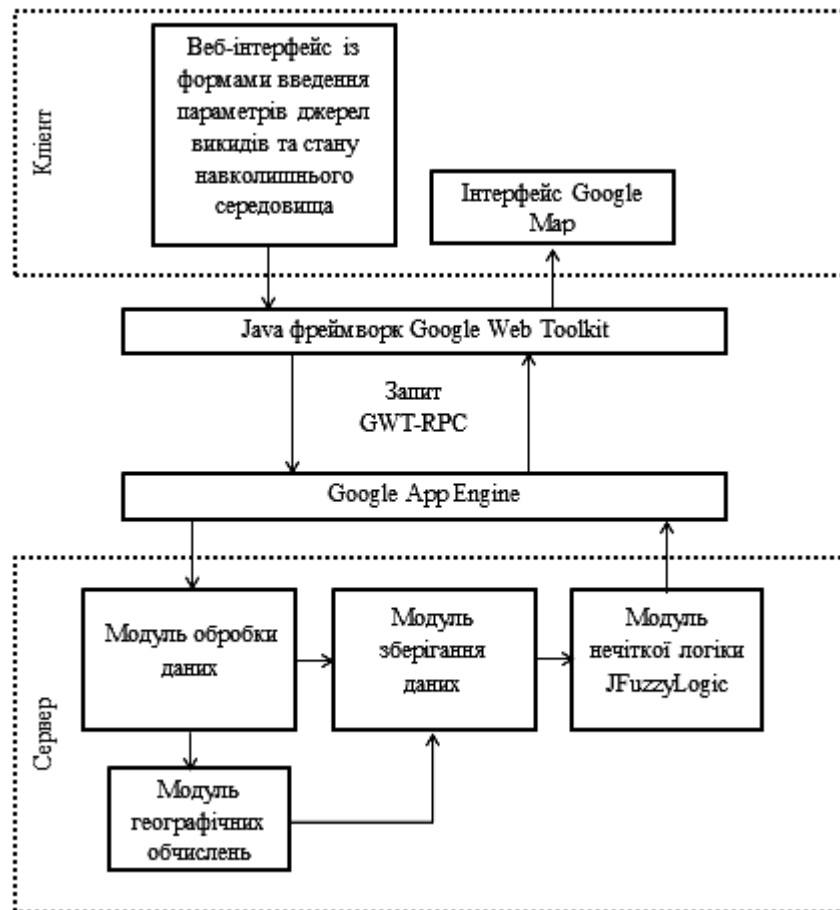 Веб-інтерфейс із
формами введення
параметрів джерел
викидів та стану
навколишнього
середовища
Клієнт
Інтерфейс Google
Map
Java фреймворк Google Web Toolkit
Запит
GWT-RPC
Google App Engine
Модуль обробки
даних
Модуль
зберігання
даних
Модуль
нечіткої логіки
JFuzzyLogic
Сервер
Модуль
географічних
обчислень